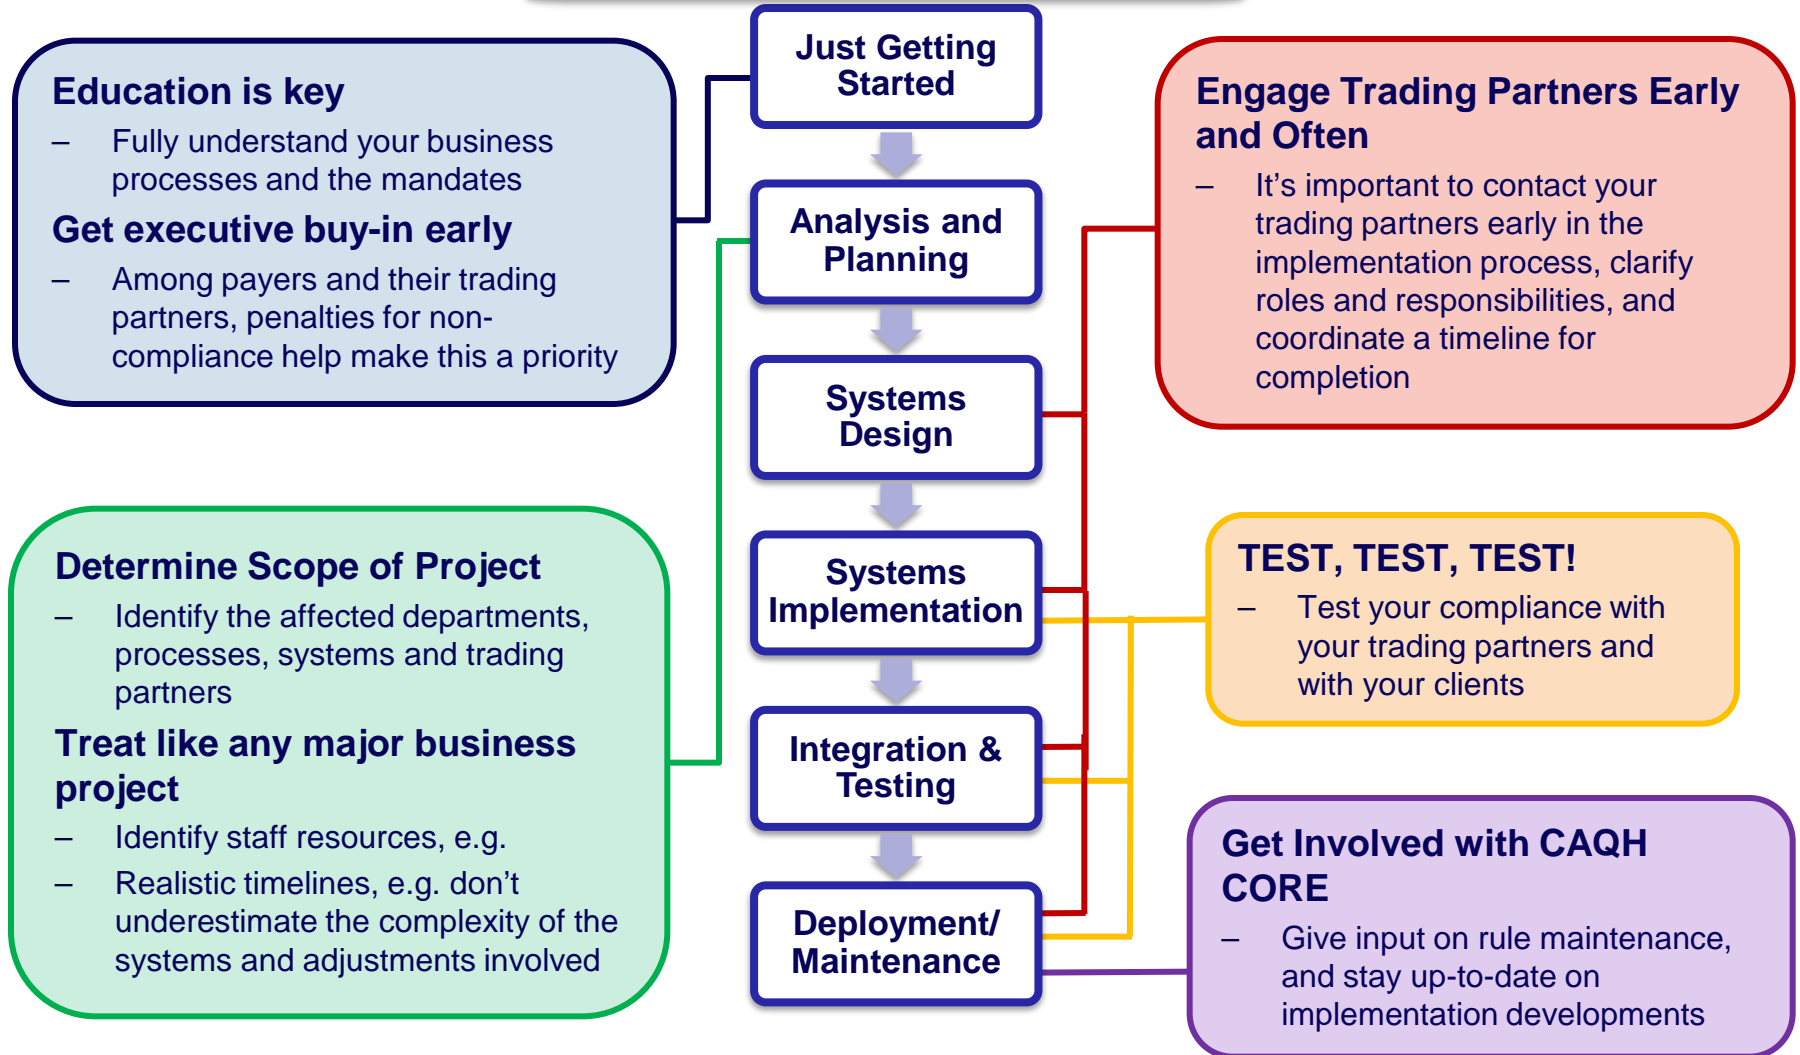 Just Getting
Started
Education is key
– Fully understand your business
processes and the mandates
Get executive buy-in early
– Among payers and their trading
partners, penalties for non-
compliance help make this a priority
Engage Trading Partners Early
and Often
– It’s important to contact your
trading partners early in the
implementation process, clarify
roles and responsibilities, and
coordinate a timeline for
completion
Analysis and
Planning
Systems
Design
Determine Scope of Project
– Identify the affected departments,
processes, systems and trading
partners
Treat like any major business
project
– Identify staff resources, e.g.
– Realistic timelines, e.g. don’t
underestimate the complexity of the
systems and adjustments involved
Systems
Implementation
TEST, TEST, TEST!
– Test your compliance with
your trading partners and
with your clients
Integration &
Testing
Deployment/
Maintenance
Get Involved with CAQH
CORE
– Give input on rule maintenance,
and stay up-to-date on
implementation developments